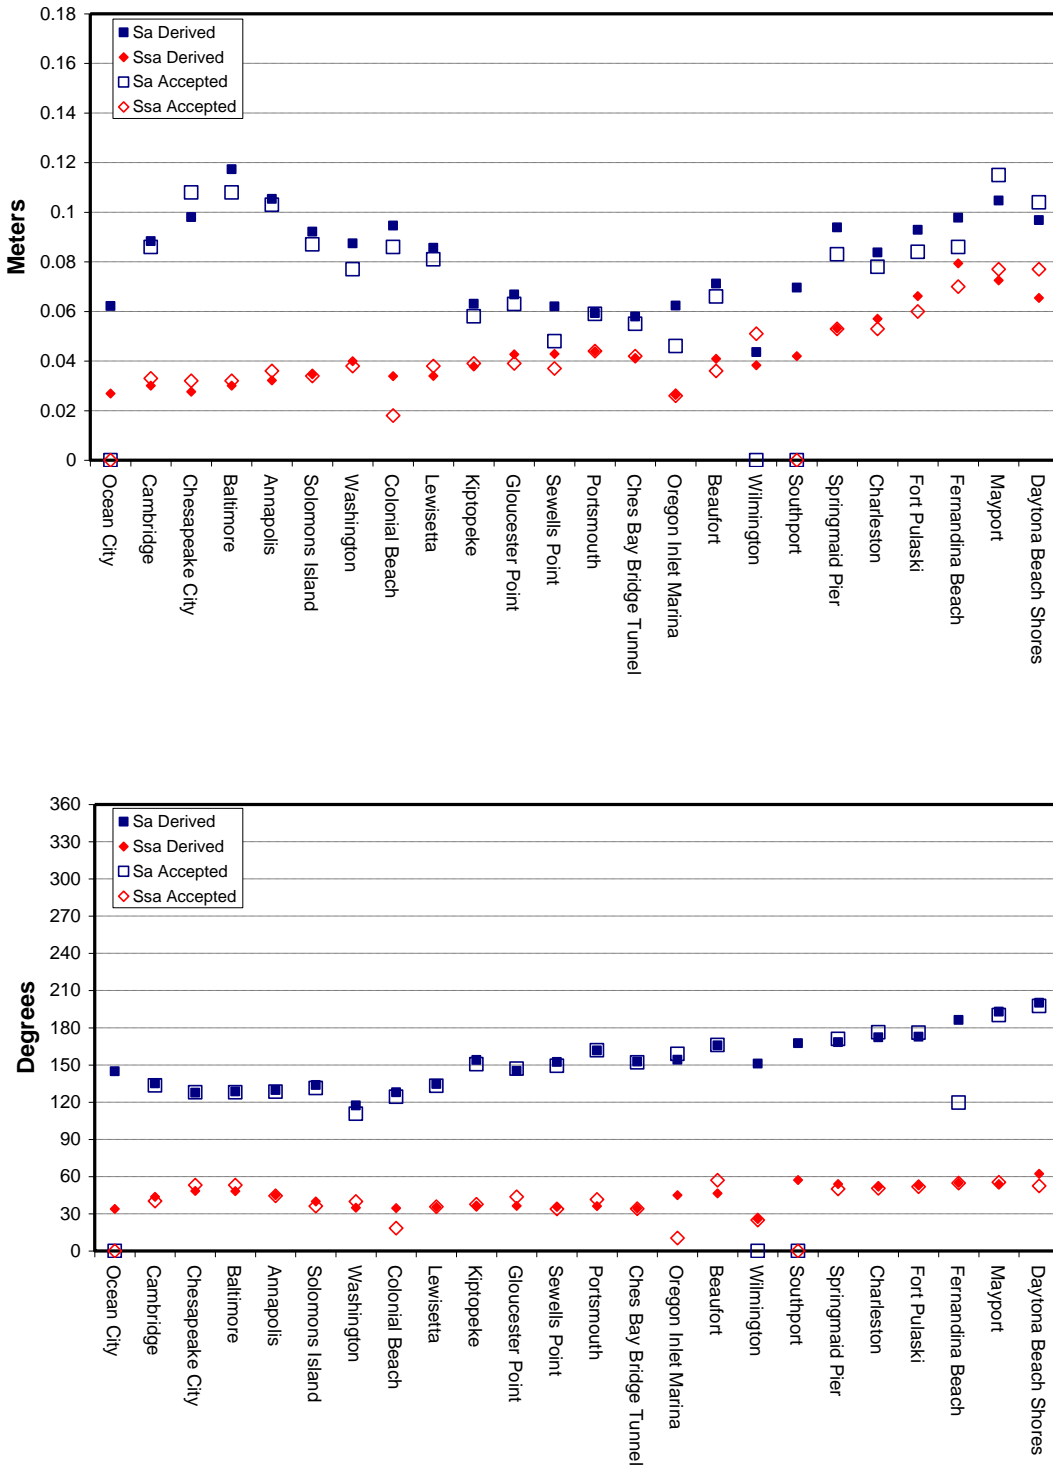 0.18
0.16
0.14
0.12
0.1
0.08
0.06
0.04
0.02
0
Meters
Sa Derived
Ssa Derived
Sa Accepted
Ssa Accepted
Ocean City
Cambridge
Chesapeake City
Baltimore
Annapolis
Solomons Island
Washington
Colonial Beach
Lewisetta
Kiptopeke
Gloucester Point
Sewells Point
Portsmouth
Ches Bay Bridge Tunnel
Oregon Inlet Marina
Beaufort
Wilmington
Southport
Springmaid Pier
Charleston
Fort Pulaski
Fernandina Beach
Mayport
Daytona Beach Shores
360
330
300
270
240
210
180
150
120
90
60
30
0
Degrees
Sa Derived
Ssa Derived
Sa Accepted
Ssa Accepted
Ocean City
Cambridge
Chesapeake City
Baltimore
Annapolis
Solomons Island
Washington
Colonial Beach
Lewisetta
Kiptopeke
Gloucester Point
Sewells Point
Portsmouth
Ches Bay Bridge Tunnel
Oregon Inlet Marina
Beaufort
Wilmington
Southport
Springmaid Pier
Charleston
Fort Pulaski
Fernandina Beach
Mayport
Daytona Beach Shores